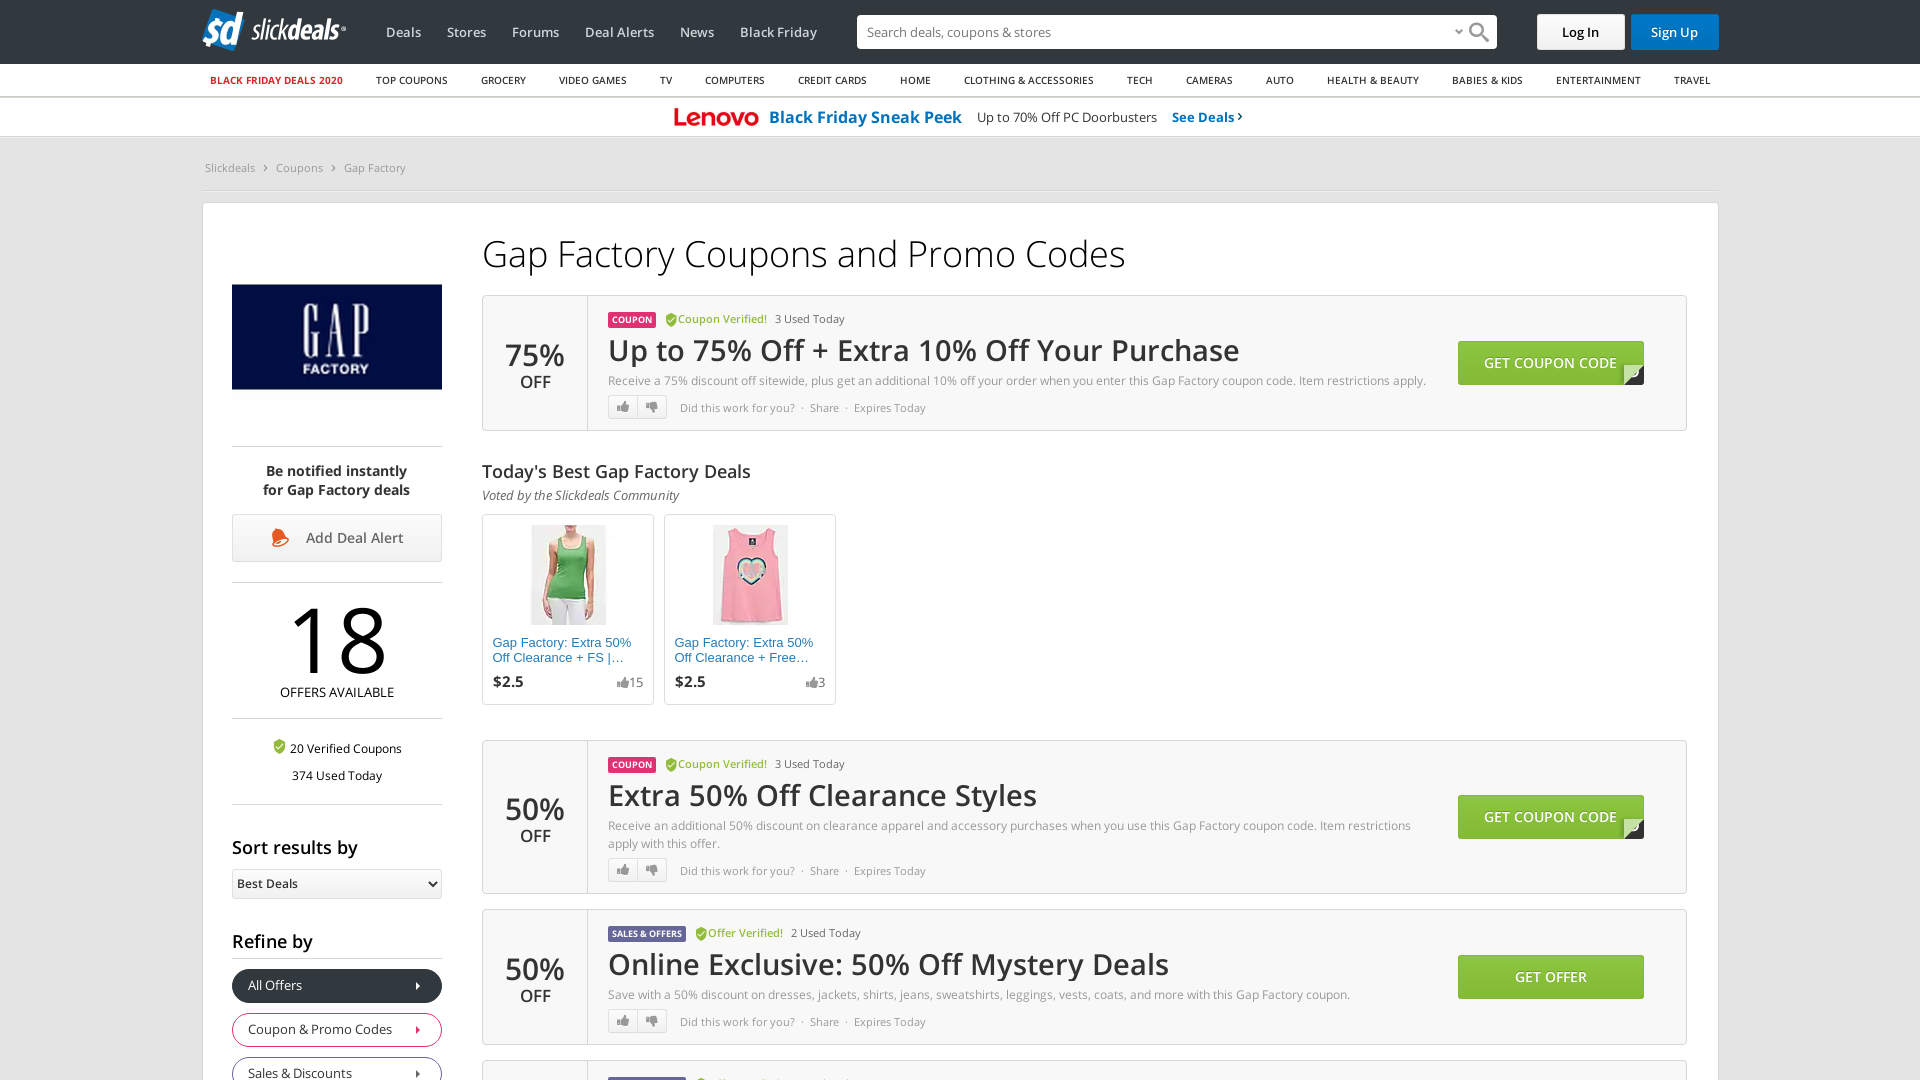 sd slickdeals
Deals
Stores
Forums
Deal Alerts
News
Black Friday
Search deals, coupons & stores
Log In
Sign Up
BLACK FRIDAY DEALS 2020
TOP COUPONS
GROCERY
VIDEO GAMES
TV
COMPUTERS
CREDIT CARDS
HOME
CLOTHING & ACCESSORIES
TECH
CAMERAS
AUTO
HEALTH & BEAUTY
BABIES & KIDS
ENTERTAINMENT
TRAVEL
Lenovo Black Friday Sneak Peek Up to 70% Off PC Doorbusters See Deals
Slickdeals > Coupons > Gap Factory
GAP
FACTORY
Be notified instantly
for Gap Factory deals
Add Deal Alert
18
OFFERS AVAILABLE
20 Verified Coupons
374 Used Today
Sort results by
Best Deals
Refine by
All Offers
Coupon & Promo Codes
Sales & Discounts
Gap Factory Coupons and Promo Codes
75%
OFF
COUPON Coupon Verified! 3 Used Today
Up to 75% Off + Extra 10% Off Your Purchase
Receive a 75% discount off sitewide, plus get an additional 10% off your order when you enter this Gap Factory coupon code. Item restrictions apply.
Did this work for you? · Share · Expires Today
GET COUPON CODE
Today's Best Gap Factory Deals
Voted by the Slickdeals Community
Gap Factory: Extra 50%
Off Clearance + FS |…
$2.5 15
Gap Factory: Extra 50%
Off Clearance + Free…
$2.5 3
50%
OFF
COUPON Coupon Verified! 3 Used Today
Extra 50% Off Clearance Styles
Receive an additional 50% discount on clearance apparel and accessory purchases when you use this Gap Factory coupon code. Item restrictions
apply with this offer.
Did this work for you? · Share · Expires Today
GET COUPON CODE
50%
OFF
SALES & OFFERS Offer Verified! 2 Used Today
Online Exclusive: 50% Off Mystery Deals
Save with a 50% discount on dresses, jackets, shirts, jeans, sweatshirts, leggings, vests, coats, and more with this Gap Factory coupon.
Did this work for you? · Share · Expires Today
GET OFFER